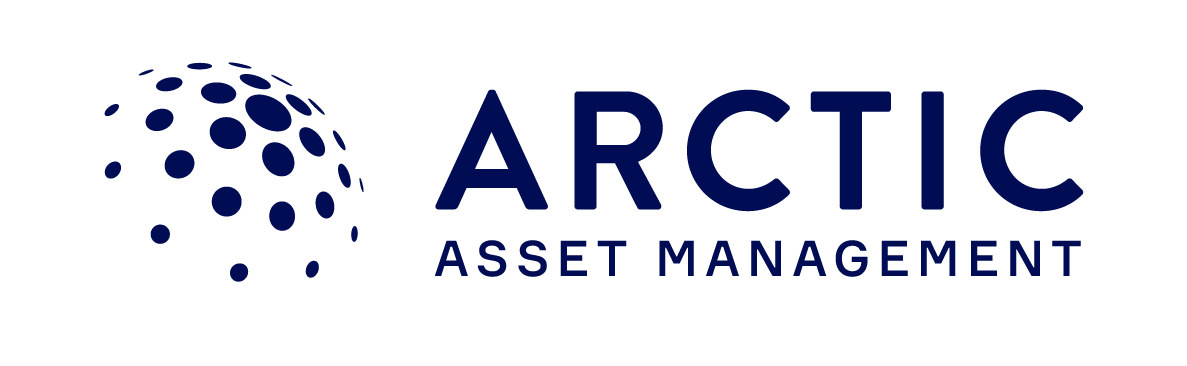 ARCTIC
ASSET MANAGEMENT